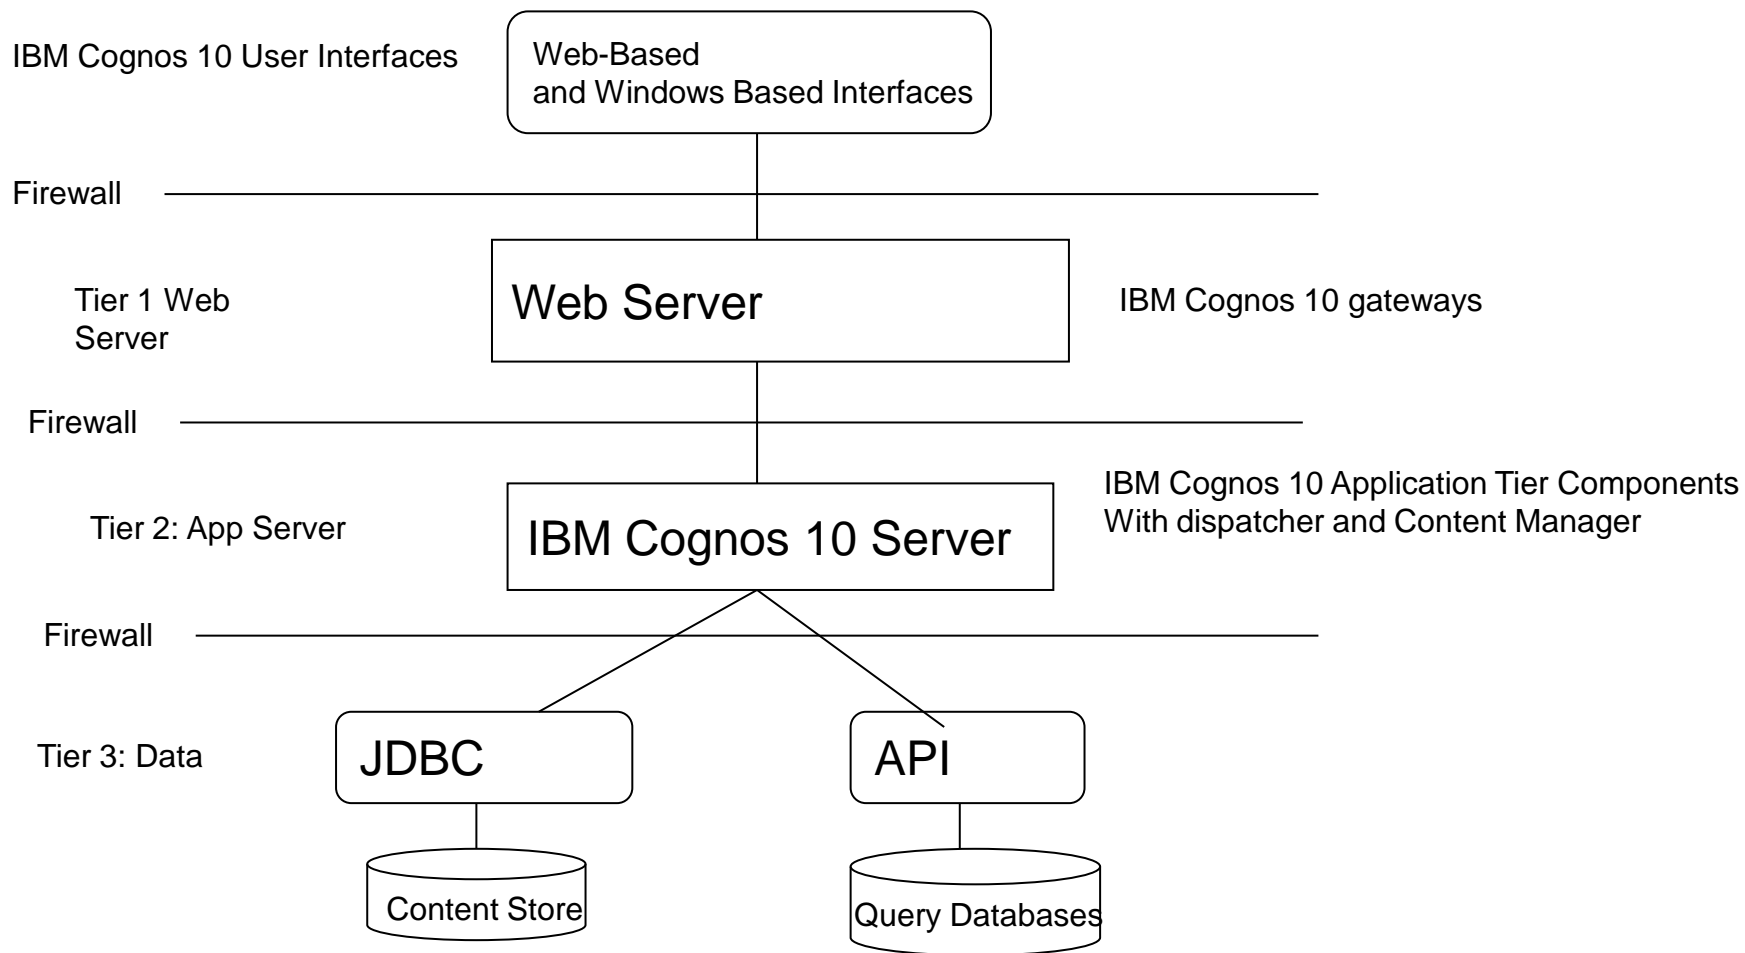 IBM Cognos 10 User Interfaces
Web-Based
and Windows Based Interfaces
Firewall
Tier 1 Web
Server
Web Server
IBM Cognos 10 gateways
Firewall
IBM Cognos 10 Application Tier Components
With dispatcher and Content Manager
Tier 2: App Server
IBM Cognos 10 Server
Firewall
Tier 3: Data
JDBC
API
Content Store
Query Databases